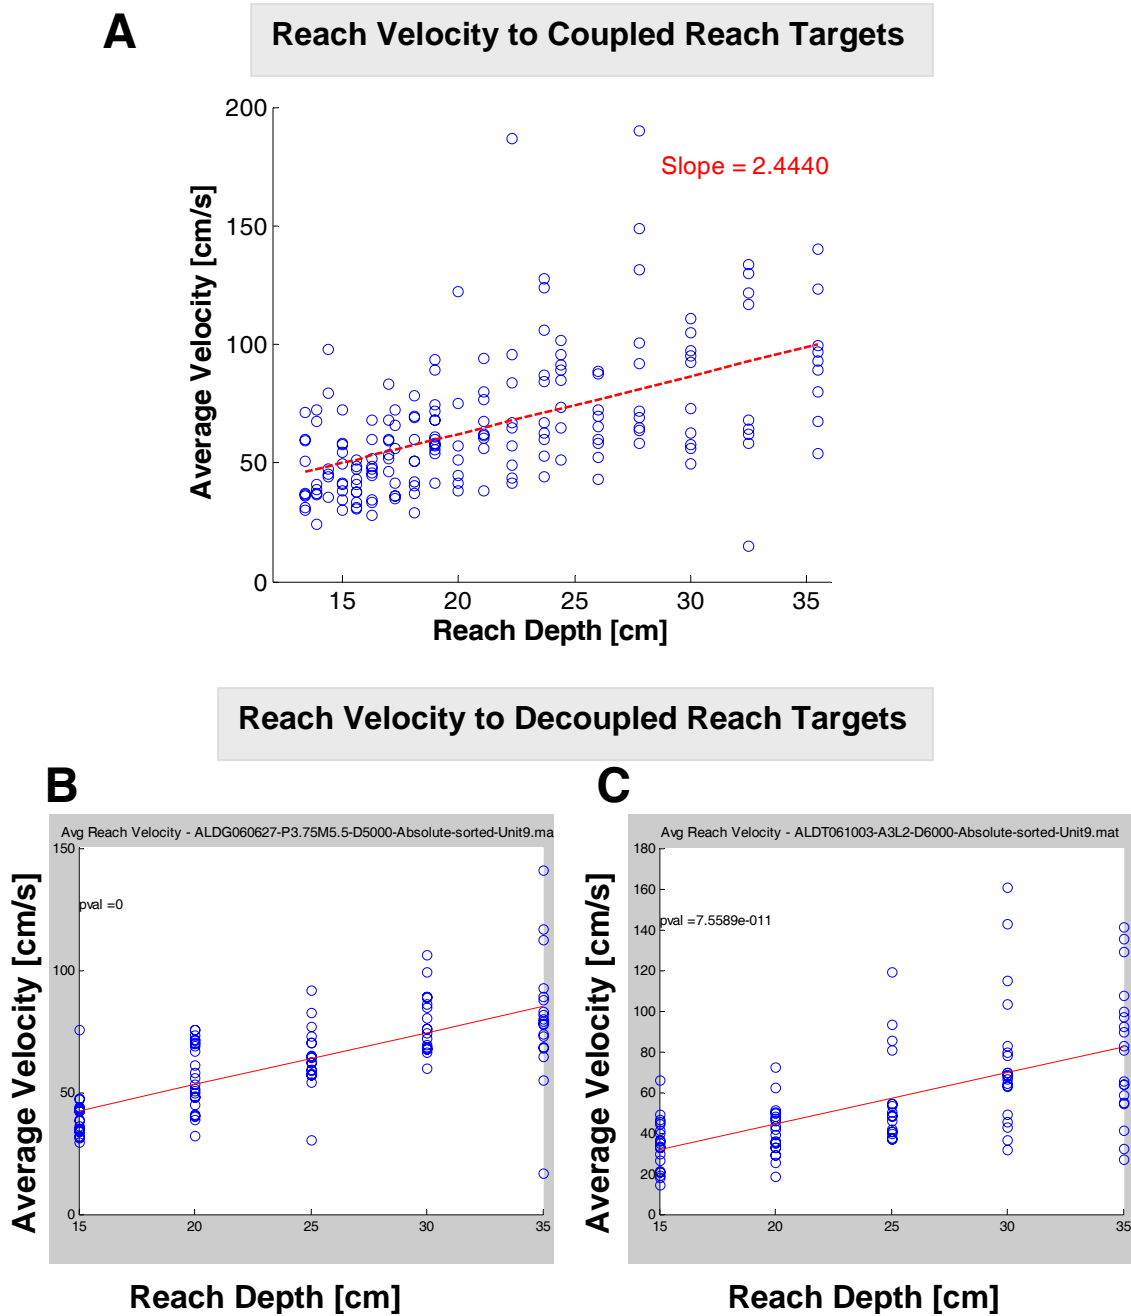 A
Reach Velocity to Coupled Reach Targets
200
150
100
50
0
Average Velocity [cm/s]
Slope = 2.4440
15 20 25 30 35
Reach Depth [cm]
Reach Velocity to Decoupled Reach Targets
B
Avg Reach Velocity - ALDG060627-P3.75M5.5-D5000-Absolute-sorted-Unit9.ma
150
100
50
0
Average Velocity [cm/s]
pval =0
15 20 25 30 35
Reach Depth [cm]
C
Avg Reach Velocity - ALDT061003-A3L2-D6000-Absolute-sorted-Unit9.mat
180
160
140
120
100
80
60
40
20
0
Average Velocity [cm/s]
pval =7.5589e-011
15 20 25 30 35
Reach Depth [cm]